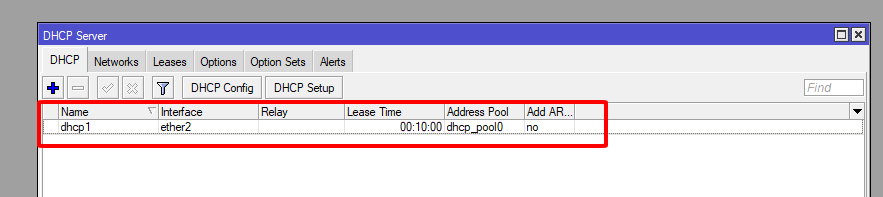 DHCP Server
DHCP Networks Leases Options Option Sets Alerts
DHCP Config DHCP Setup Find
Name Interface Relay Lease Time Address Pool Add AR...
dhcp1 ether2 00:10:00 dhcp_pool0 no